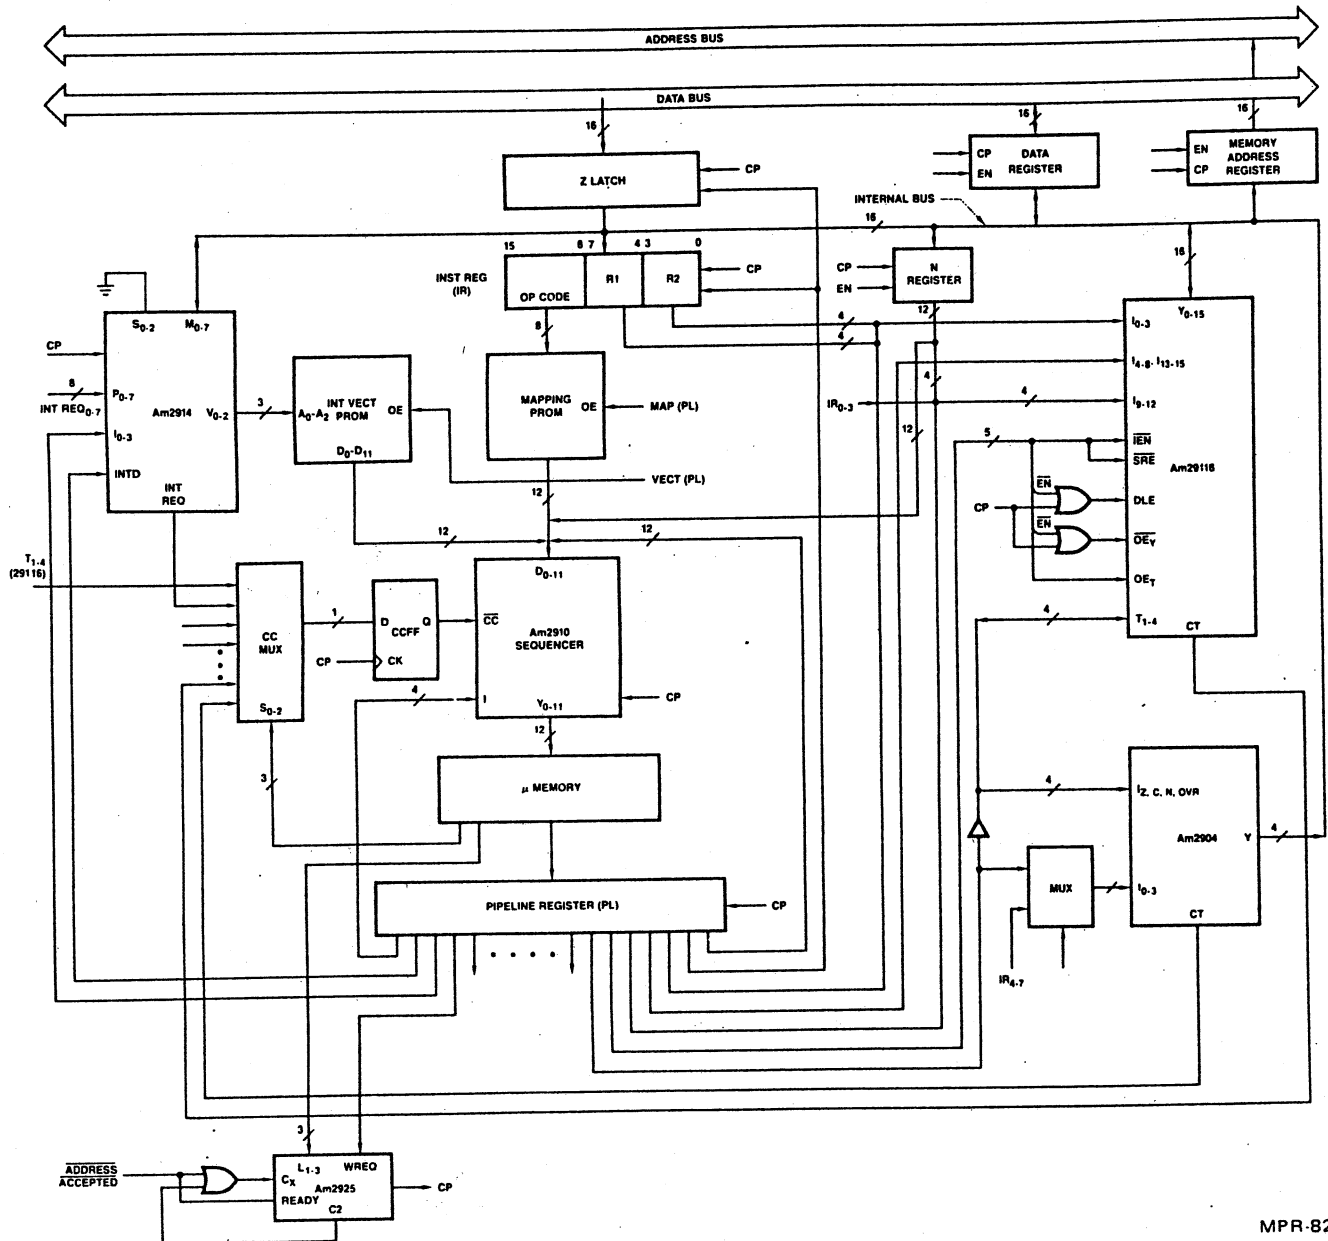 ADDRESS BUS
DATA BUS
16
16
16
Z LATCH
CP
CP
EN
DATA
REGISTER
EN
CP
MEMORY
ADDRESS
REGISTER
INTERNAL BUS
16
15
8 7
4 3
0
INST REG
(IR)
OP CODE
R1
R2
CP
CP
EN
N
REGISTER
16
12
S0-2
M0-7
CP
8
P0-7
INT REQ0-7
Am2914
V0-2
I0-3
INTD
INT
REQ
3
INT VECT
PROM
A0-A2
OE
D0-D11
8
MAPPING
PROM
OE
MAP (PL)
VECT (PL)
12
12
12
4
4
4
IR0-3
12
4
5
Y0-15
I0-3
I4-8, I13-15
I9-12
IEN
SRE
Am29116
EN
DLE
CP
EN
OEY
OET
4
T1-4
CT
T1-4
(29116)
CC
MUX
S0-2
1
D
Q
CCFF
CK
CP
D0-11
CC
Am2910
SEQUENCER
4
I
Y0-11
CP
12
3
μ MEMORY
PIPELINE REGISTER (PL)
CP
4
IZ, C, N, OVR
Am2904
Y
4
MUX
I0-3
CT
IR4-7
3
ADDRESS
ACCEPTED
L1-3
WREQ
CX
Am2925
READY
C2
CP
MPR-82